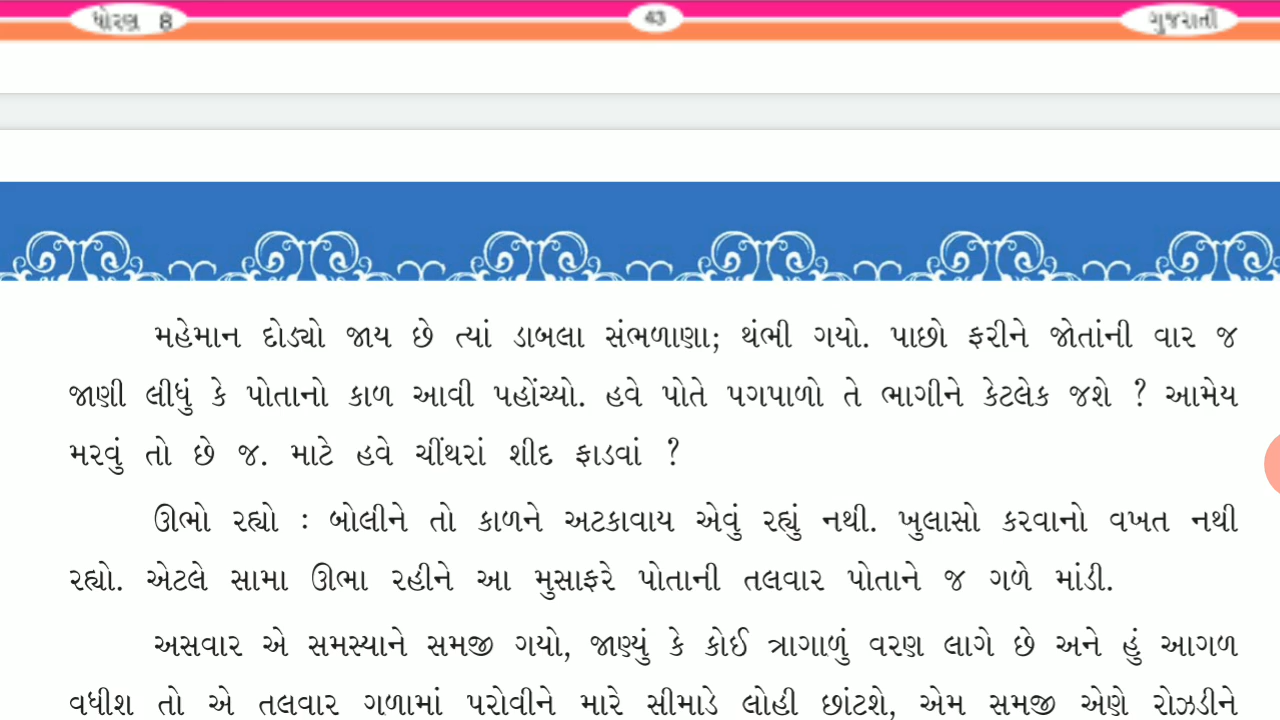 ધોરણ 8
43
ગુજરાતી
મહેમાન દોડ્યો જાય છે ત્યાં ડાબલા સંભળાણા; થંભી ગયો. પાછો ફરીને જોતાંની વાર જ
જાણી લીધું કે પોતાનો કાળ આવી પહોંચ્યો. હવે પોતે પગપાળો તે ભાગીને કેટલેક જશે ? આમેય
મરવું તો છે જ. માટે હવે ચીંથરાં શીદ ફાડવાં ?
ઊભો રહ્યો : બોલીને તો કાળને અટકાવાય એવું રહ્યું નથી. ખુલાસો કરવાનો વખત નથી
રહ્યો. એટલે સામા ઊભા રહીને આ મુસાફરે પોતાની તલવાર પોતાને જ ગળે માંડી.
અસવાર એ સમસ્યાને સમજી ગયો, જાણ્યું કે કોઈ ત્રાગાળું વરણ લાગે છે અને હું આગળ
વધીશ તો એ તલવાર ગળામાં પરોવીને મારે સીમાડે લોહી છાંટશે, એમ સમજી એણે રોઝડીને